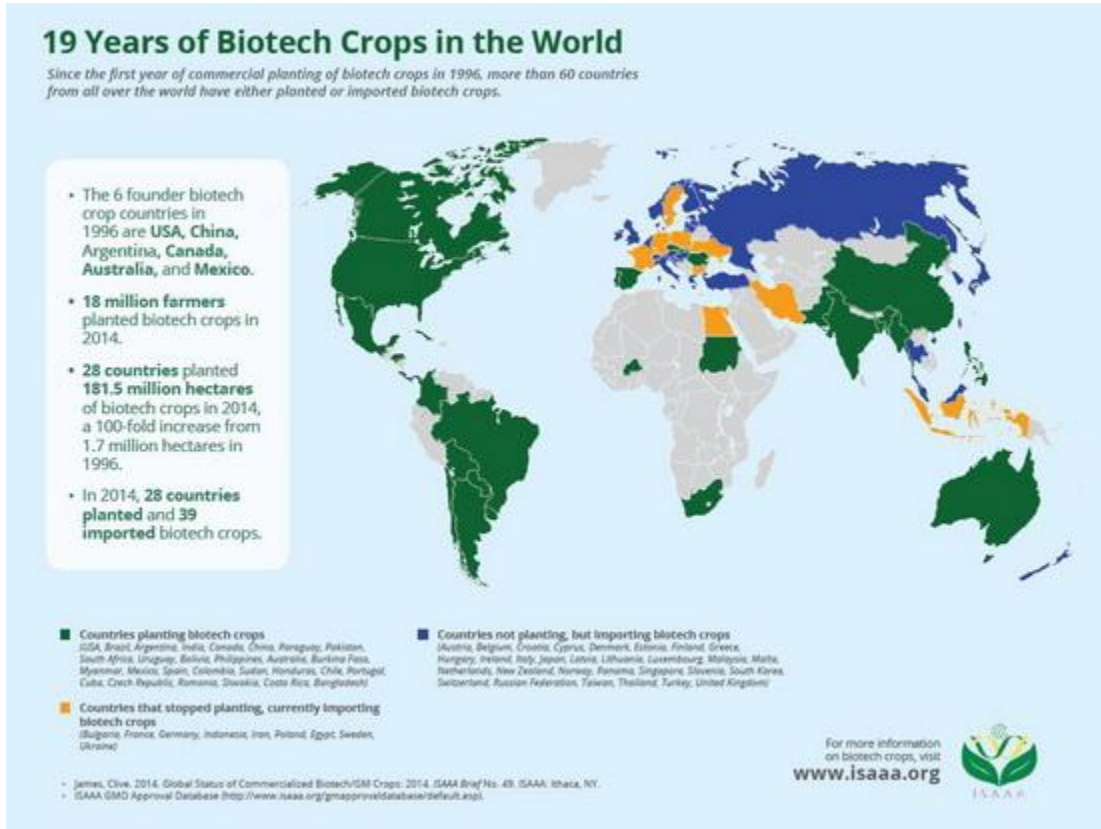 19 Years of Biotech Crops in the World
Since the first year of commercial planting of biotech crops in 1996, more than 60 countries
from all over the world have either planted or imported biotech crops.
• The 6 founder biotech
crop countries in
1996 are USA, China,
Argentina, Canada,
Australia, and Mexico.
• 18 million farmers
planted biotech crops in
2014.
• 28 countries planted
181.5 million hectares
of biotech crops in 2014,
a 100-fold increase from
1.7 million hectares in
1996.
• In 2014, 28 countries
planted and 39
imported biotech crops.
Countries planting biotech crops
(USA, Brazil, Argentina, India, Canada, China, Paraguay, Pakistan,
South Africa, Uruguay, Bolivia, Philippines, Australia, Burkina Faso,
Myanmar, Mexico, Spain, Colombia, Sudan, Honduras, Chile, Portugal,
Cuba, Czech Republic, Romania, Slovakia, Costa Rica, Bangladesh)
Countries that stopped planting, currently importing
biotech crops
(Bulgaria, France, Germany, Indonesia, Iran, Poland, Egypt, Sweden,
Ukraine)
Countries not planting, but importing biotech crops
(Austria, Belgium, Croatia, Cyprus, Denmark, Estonia, Finland, Greece,
Hungary, Ireland, Italy, Japan, Latvia, Lithuania, Luxembourg, Malaysia, Malta,
Netherlands, New Zealand, Norway, Panama, Singapore, Slovenia, South Korea,
Switzerland, Russian Federation, Taiwan, Thailand, Turkey, United Kingdom)
• James, Clive. 2014. Global Status of Commercialized Biotech/GM Crops: 2014. ISAAA Brief No. 49. ISAAA: Ithaca, NY.
• ISAAA GMO Approval Database (http://www.isaaa.org/gmapprovaldatabase/default.asp).
For more information
on biotech crops, visit
www.isaaa.org
ISAAA